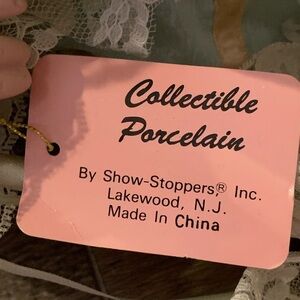 Collectible
Porcelain
By Show-Stoppers® Inc.
Lakewood, N.J.
Made In China